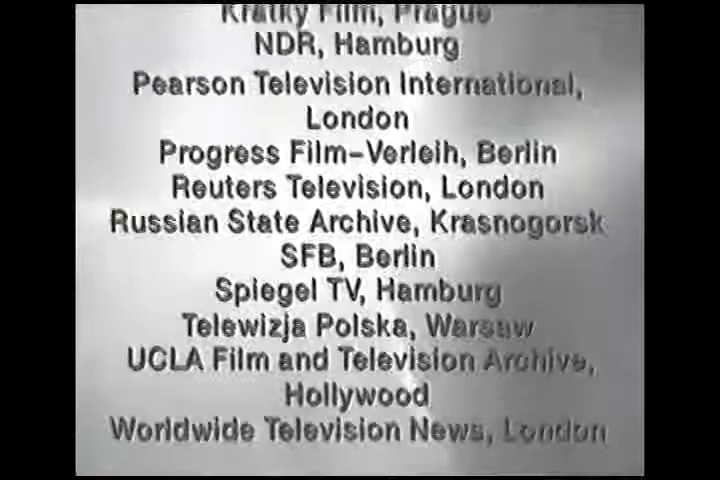 Krátký Film, Prague
NDR, Hamburg
Pearson Television International,
London
Progress Film-Verleih, Berlin
Reuters Television, London
Russian State Archive, Krasnogorsk
SFB, Berlin
Spiegel TV, Hamburg
Telewizja Polska, Warsaw
UCLA Film and Television Archive,
Hollywood
Worldwide Television News, London